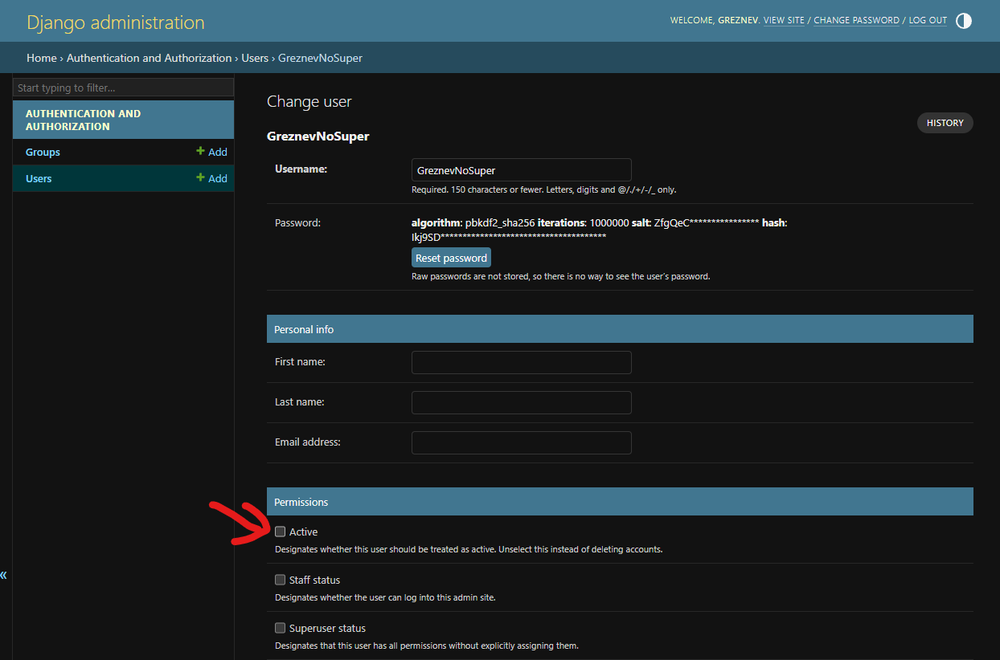 Django administration
WELCOME, GREZNEV. VIEW SITE / CHANGE PASSWORD / LOG OUT
Home › Authentication and Authorization › Users › GreznevNoSuper
Start typing to filter...
AUTHENTICATION AND
AUTHORIZATION
Groups + Add
Users + Add
«
Change user
HISTORY
GreznevNoSuper
Username: GreznevNoSuper
Required. 150 characters or fewer. Letters, digits and @/./+/-/_ only.
Password: algorithm: pbkdf2_sha256 iterations: 1000000 salt: ZfgQeC**************** hash:
Ikj9SD**************************************
Reset password
Raw passwords are not stored, so there is no way to see the user's password.
Personal info
First name:
Last name:
Email address:
Permissions
Active
Designates whether this user should be treated as active. Unselect this instead of deleting accounts.
Staff status
Designates whether the user can log into this admin site.
Superuser status
Designates that this user has all permissions without explicitly assigning them.